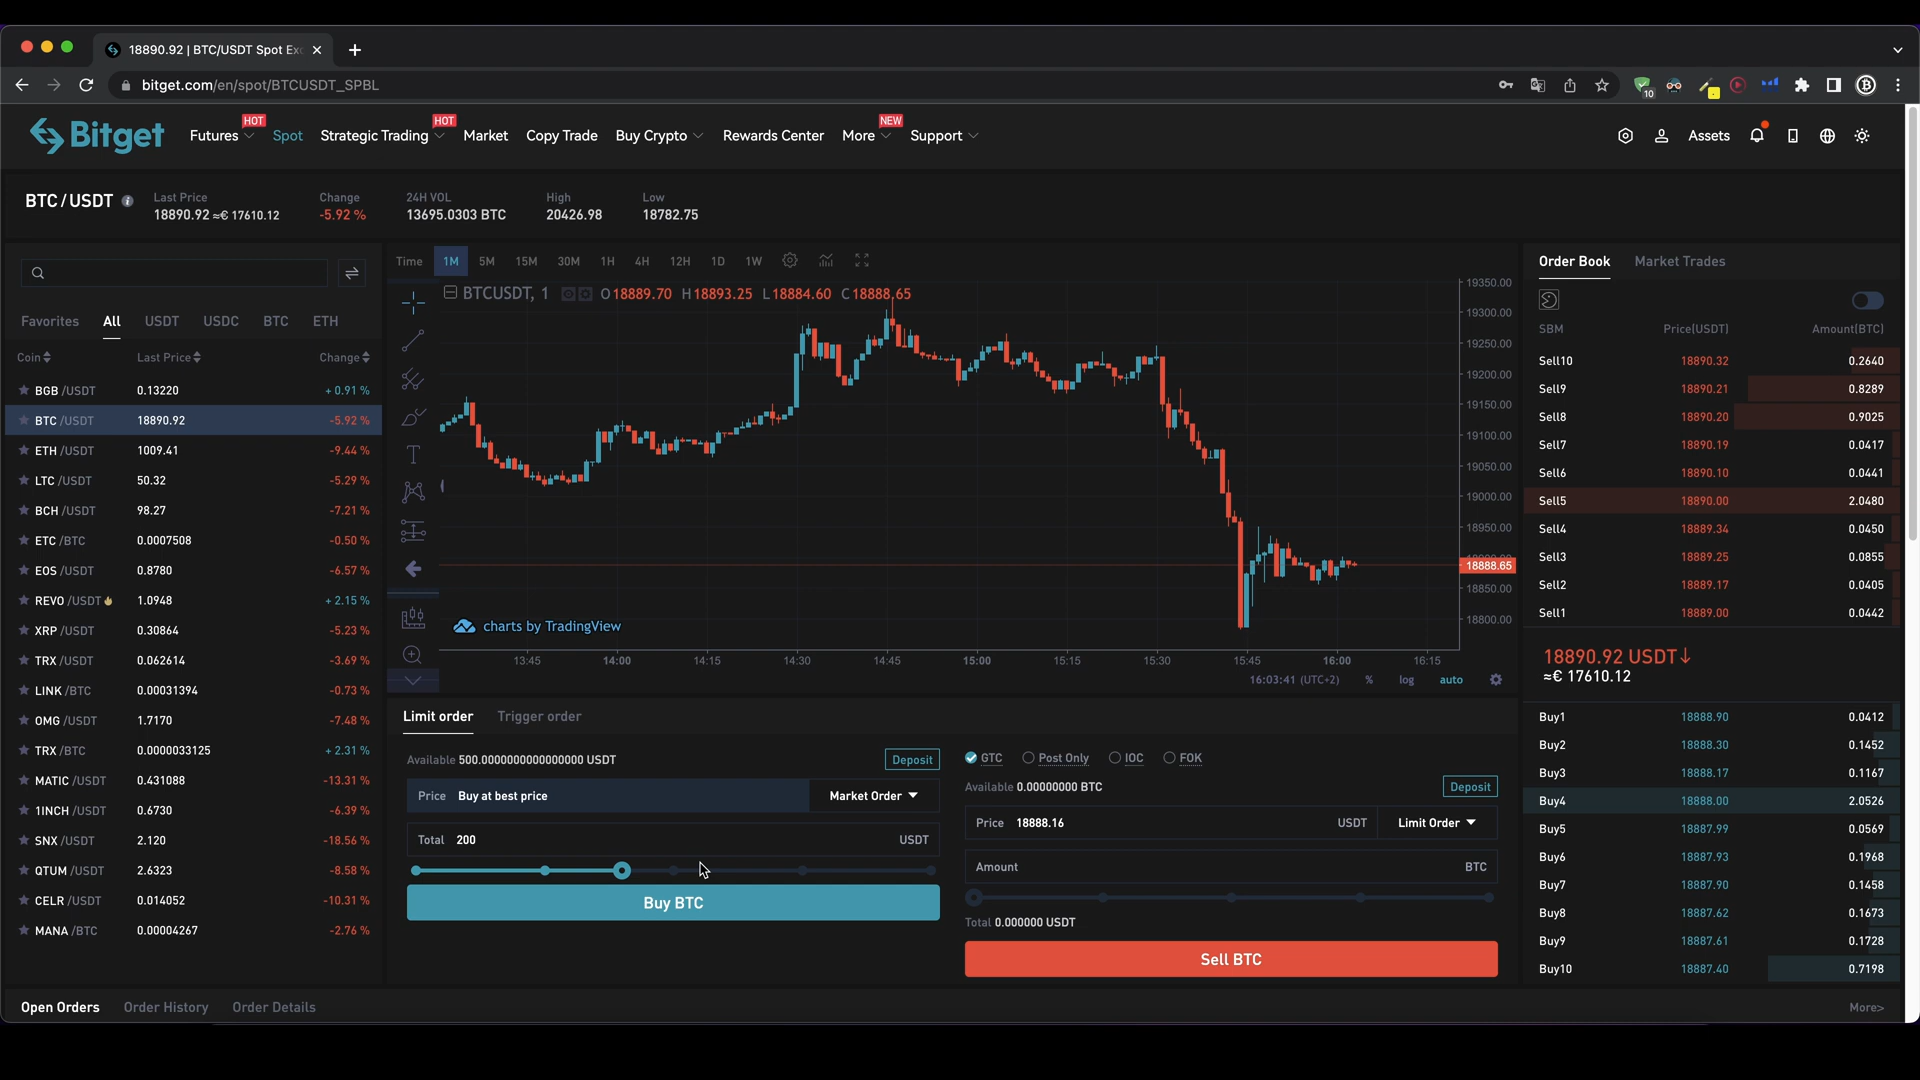 18890.92 | BTC/USDT Spot Ex
bitget.com/en/spot/BTCUSDT_SPBL
10
Bitget
Futures HOT
Spot
Strategic Trading HOT
Market
Copy Trade
Buy Crypto
Rewards Center
More NEW
Support
Assets
BTC/USDT
Last Price
18890.92 ≈€ 17610.12
Change
-5.92 %
24H VOL
13695.0303 BTC
High
20426.98
Low
18782.75
Favorites All USDT USDC BTC ETH
Coin Last Price Change
BGB /USDT 0.13220 +0.91 %
BTC /USDT 18890.92 -5.92 %
ETH /USDT 1009.41 -9.44 %
LTC /USDT 50.32 -5.29 %
BCH /USDT 98.27 -7.21 %
ETC /BTC 0.0007508 -0.50 %
EOS /USDT 0.8780 -6.57 %
REVO /USDT 1.0948 +2.15 %
XRP /USDT 0.30864 -5.23 %
TRX /USDT 0.062614 -3.69 %
LINK /BTC 0.00031394 -0.73 %
OMG /USDT 1.7170 -7.48 %
TRX /BTC 0.0000033125 +2.31 %
MATIC /USDT 0.431088 -13.31 %
1INCH /USDT 0.6730 -6.39 %
SNX /USDT 2.120 -18.56 %
QTUM /USDT 2.6323 -8.58 %
CELR /USDT 0.014052 -10.31 %
MANA /BTC 0.00004267 -2.76 %
Time 1M 5M 15M 30M 1H 4H 12H 1D 1W
BTCUSDT, 1 O18889.70 H18893.25 L18884.60 C18888.65
19350.00
19300.00
19250.00
19200.00
19150.00
19100.00
19050.00
19000.00
18950.00
18888.65
18850.00
18800.00
charts by TradingView
13:45 14:00 14:15 14:30 14:45 15:00 15:15 15:30 15:45 16:00 16:15
16:03:41 (UTC+2) % log auto
Limit order Trigger order
Available 500.0000000000000000 USDT Deposit
Price Buy at best price Market Order
Total 200 USDT
Buy BTC
GTC Post Only IOC FOK
Available 0.00000000 BTC Deposit
Price 18888.16 USDT Limit Order
Amount BTC
Total 0.000000 USDT
Sell BTC
Order Book Market Trades
SBM Price(USDT) Amount(BTC)
Sell10 18890.32 0.2640
Sell9 18890.21 0.8289
Sell8 18890.20 0.9025
Sell7 18890.19 0.0417
Sell6 18890.10 0.0441
Sell5 18890.00 2.0480
Sell4 18889.34 0.0450
Sell3 18889.25 0.0855
Sell2 18889.17 0.0405
Sell1 18889.00 0.0442
18890.92 USDT↓
≈€ 17610.12
Buy1 18888.90 0.0412
Buy2 18888.30 0.1452
Buy3 18888.17 0.1167
Buy4 18888.00 2.0526
Buy5 18887.99 0.0569
Buy6 18887.93 0.1968
Buy7 18887.90 0.1458
Buy8 18887.62 0.1673
Buy9 18887.61 0.1728
Buy10 18887.40 0.7198
Open Orders Order History Order Details More>